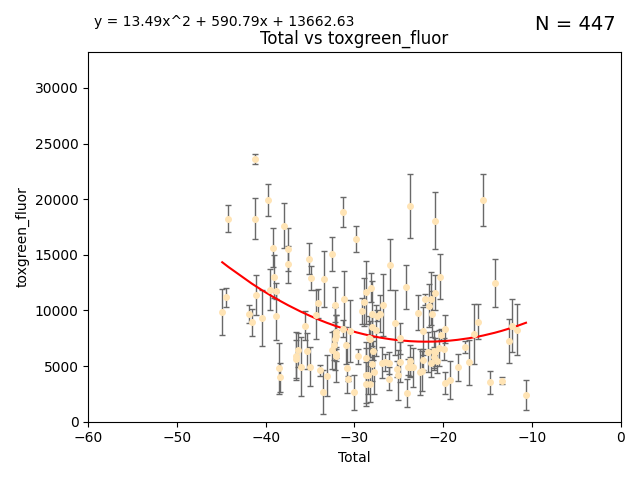 y = 13.49x^2 + 590.79x + 13662.63
N = 447
Total vs toxgreen_fluor
toxgreen_fluor
30000
25000
20000
15000
10000
5000
0
−60
−50
−40
−30
−20
−10
0
Total